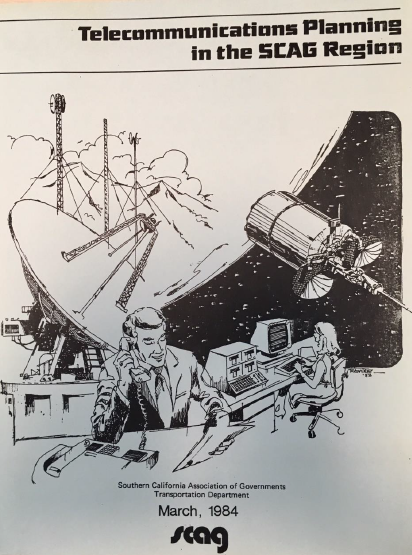 Telecommunications Planning
in the SCAG Region
Southern California Association of Governments
Transportation Department
March, 1984
scag